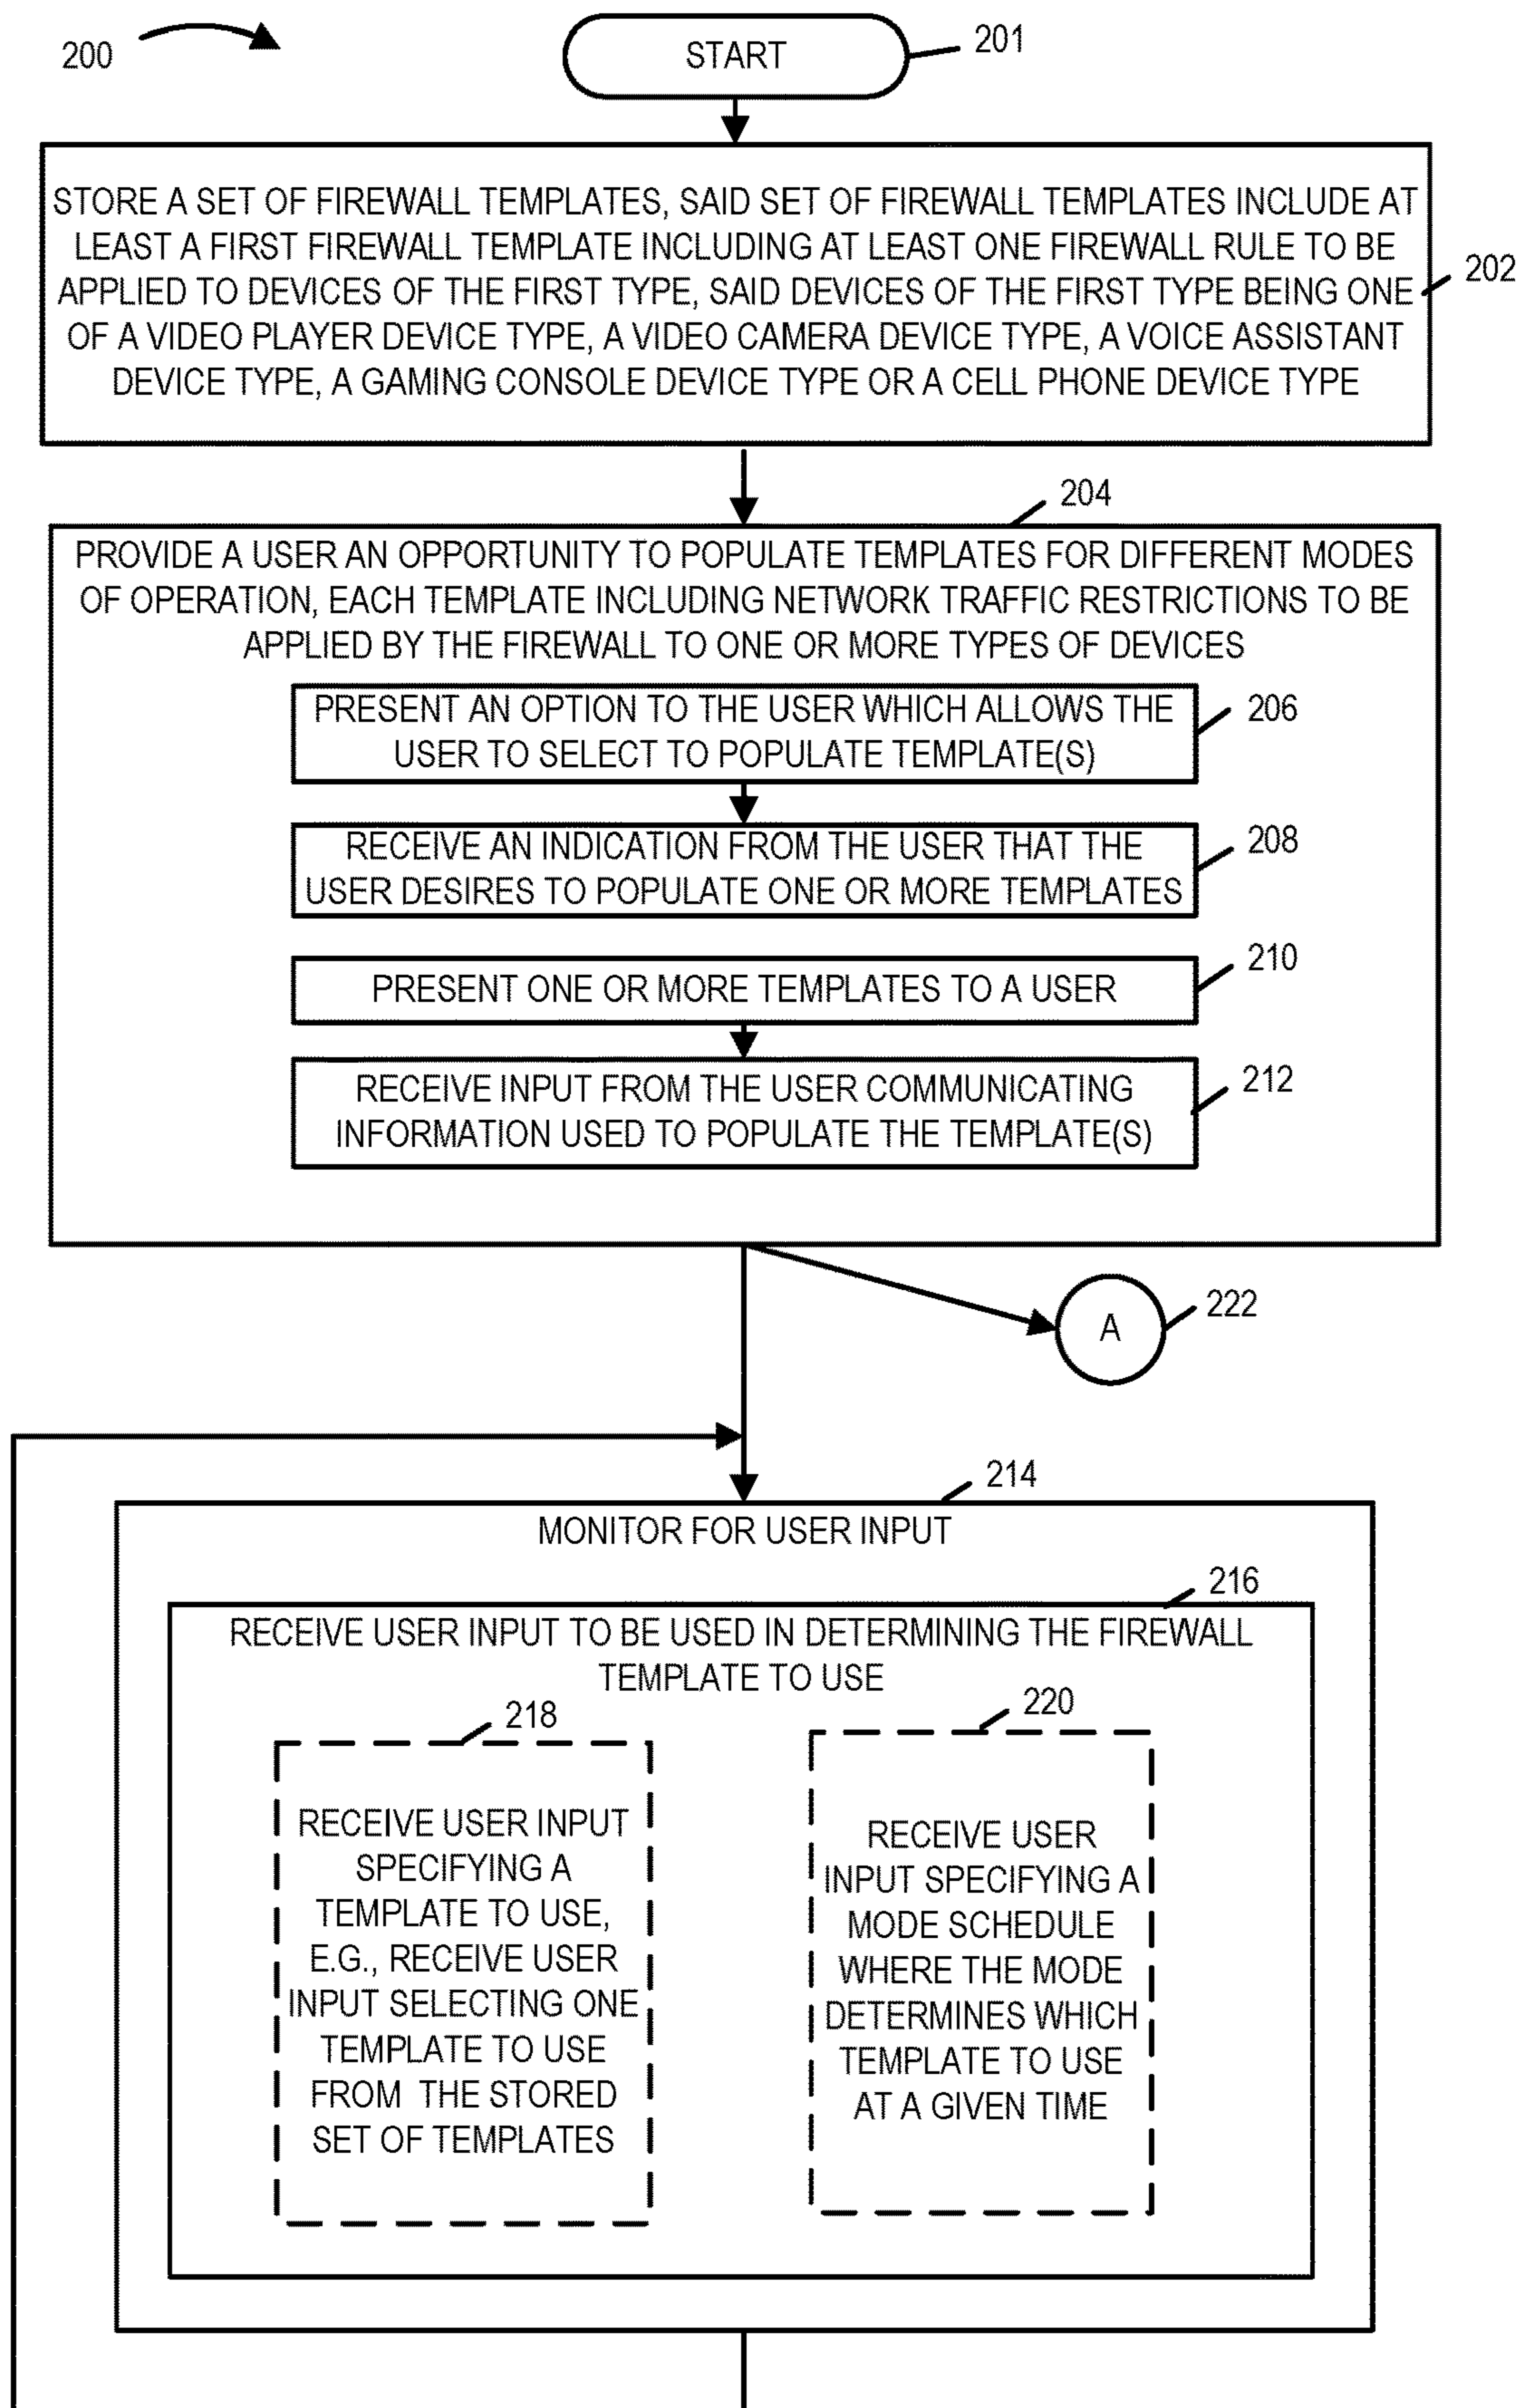 200
START
201
STORE A SET OF FIREWALL TEMPLATES, SAID SET OF FIREWALL TEMPLATES INCLUDE AT
LEAST A FIRST FIREWALL TEMPLATE INCLUDING AT LEAST ONE FIREWALL RULE TO BE
APPLIED TO DEVICES OF THE FIRST TYPE, SAID DEVICES OF THE FIRST TYPE BEING ONE
OF A VIDEO PLAYER DEVICE TYPE, A VIDEO CAMERA DEVICE TYPE, A VOICE ASSISTANT
DEVICE TYPE, A GAMING CONSOLE DEVICE TYPE OR A CELL PHONE DEVICE TYPE
202
204
PROVIDE A USER AN OPPORTUNITY TO POPULATE TEMPLATES FOR DIFFERENT MODES
OF OPERATION, EACH TEMPLATE INCLUDING NETWORK TRAFFIC RESTRICTIONS TO BE
APPLIED BY THE FIREWALL TO ONE OR MORE TYPES OF DEVICES
PRESENT AN OPTION TO THE USER WHICH ALLOWS THE
USER TO SELECT TO POPULATE TEMPLATE(S)
206
RECEIVE AN INDICATION FROM THE USER THAT THE
USER DESIRES TO POPULATE ONE OR MORE TEMPLATES
208
PRESENT ONE OR MORE TEMPLATES TO A USER
210
RECEIVE INPUT FROM THE USER COMMUNICATING
INFORMATION USED TO POPULATE THE TEMPLATE(S)
212
A
222
214
MONITOR FOR USER INPUT
216
RECEIVE USER INPUT TO BE USED IN DETERMINING THE FIREWALL
TEMPLATE TO USE
218
RECEIVE USER INPUT
SPECIFYING A
TEMPLATE TO USE,
E.G., RECEIVE USER
INPUT SELECTING ONE
TEMPLATE TO USE
FROM THE STORED
SET OF TEMPLATES
220
RECEIVE USER
INPUT SPECIFYING A
MODE SCHEDULE
WHERE THE MODE
DETERMINES WHICH
TEMPLATE TO USE
AT A GIVEN TIME